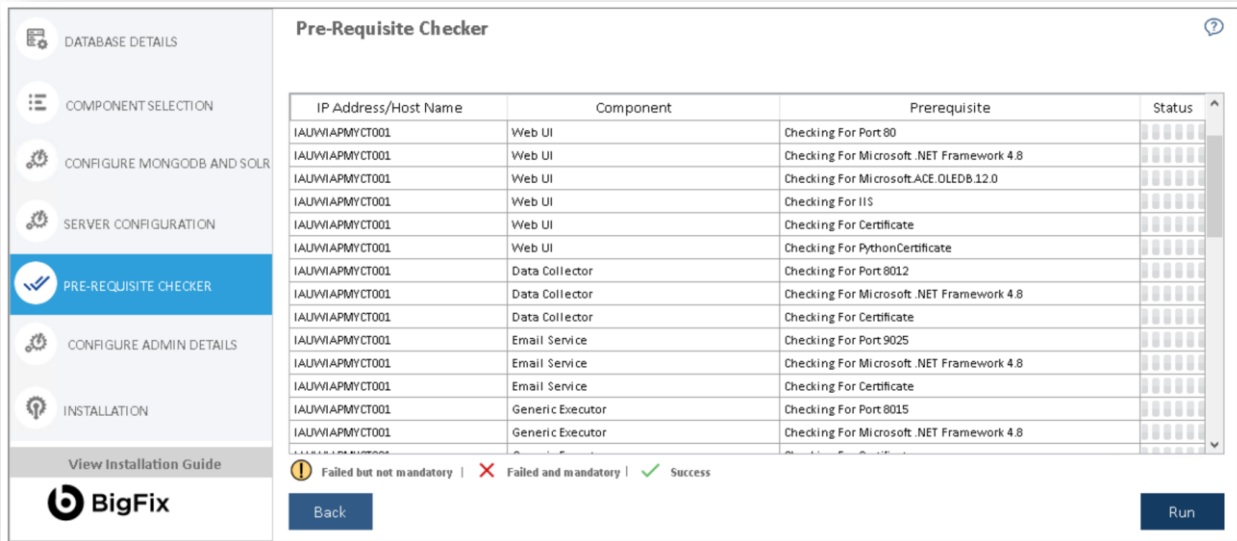 DATABASE DETAILS
COMPONENT SELECTION
CONFIGURE MONGODB AND SOLR
SERVER CONFIGURATION
PRE-REQUISITE CHECKER
CONFIGURE ADMIN DETAILS
INSTALLATION
View Installation Guide
BigFix
Pre-Requisite Checker
?
IP Address/Host Name Component Prerequisite Status
IAUWIAPMYCT001 Web UI Checking For Port 80
IAUWIAPMYCT001 Web UI Checking For Microsoft .NET Framework 4.8
IAUWIAPMYCT001 Web UI Checking For Microsoft.ACE.OLEDB.12.0
IAUWIAPMYCT001 Web UI Checking For IIS
IAUWIAPMYCT001 Web UI Checking For Certificate
IAUWIAPMYCT001 Web UI Checking For PythonCertificate
IAUWIAPMYCT001 Data Collector Checking For Port 8012
IAUWIAPMYCT001 Data Collector Checking For Microsoft .NET Framework 4.8
IAUWIAPMYCT001 Data Collector Checking For Certificate
IAUWIAPMYCT001 Email Service Checking For Port 9025
IAUWIAPMYCT001 Email Service Checking For Microsoft .NET Framework 4.8
IAUWIAPMYCT001 Email Service Checking For Certificate
IAUWIAPMYCT001 Generic Executor Checking For Port 8015
IAUWIAPMYCT001 Generic Executor Checking For Microsoft .NET Framework 4.8
Failed but not mandatory | Failed and mandatory | Success
Back
Run